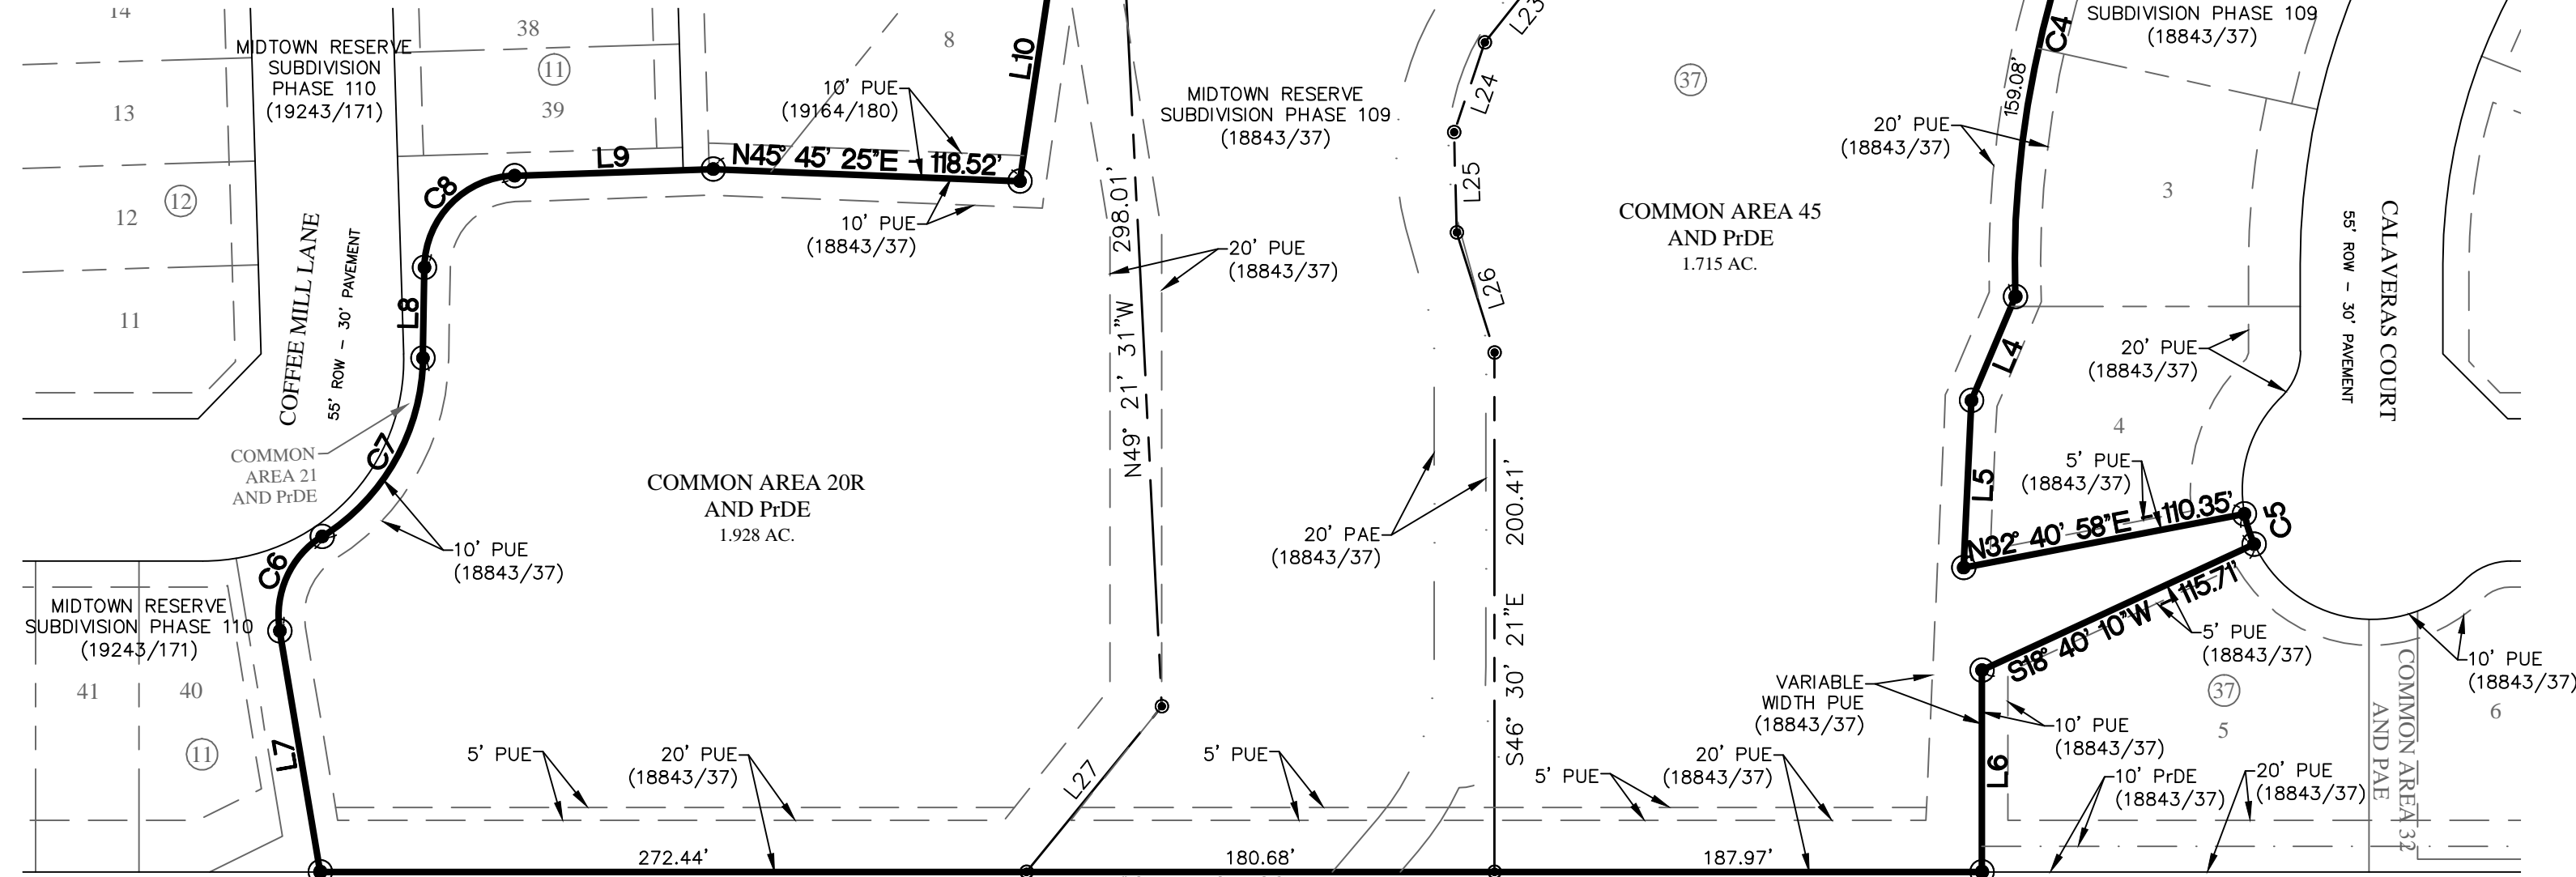 14
13
12
11
12
MIDTOWN RESERVE
SUBDIVISION
PHASE 110
(19243/171)
COFFEE MILL LANE
55' ROW - 30' PAVEMENT
38
11
39
8
10' PUE
(19164/180)
L10
L9
N45° 45' 25"E - 118.52'
C8
10' PUE
(18843/37)
L8
C7
COMMON
AREA 21
AND PrDE
10' PUE
(18843/37)
C6
MIDTOWN RESERVE
SUBDIVISION PHASE 110
(19243/171)
41
40
11
L7
COMMON AREA 20R
AND PrDE
1.928 AC.
5' PUE
20' PUE
(18843/37)
272.44'
MIDTOWN RESERVE
SUBDIVISION PHASE 109
(18843/37)
N49° 21' 31"W 298.01'
20' PUE
(18843/37)
L27
L23
L24
L25
L26
20' PAE
(18843/37)
S46° 30' 21"E 200.41'
5' PUE
180.68'
37
COMMON AREA 45
AND PrDE
1.715 AC.
5' PUE
20' PUE
(18843/37)
187.97'
VARIABLE
WIDTH PUE
(18843/37)
SUBDIVISION PHASE 109
(18843/37)
C4
159.08'
20' PUE
(18843/37)
3
L4
20' PUE
(18843/37)
4
L5
5' PUE
(18843/37)
N32° 40' 58"E - 110.35'
C5
S18° 40' 10"W - 115.71'
5' PUE
(18843/37)
CALAVERAS COURT
55' ROW - 30' PAVEMENT
10' PUE
(18843/37)
37
5
6
10' PUE
(18843/37)
L6
10' PrDE
(18843/37)
20' PUE
(18843/37)
COMMON AREA 32
AND PAE